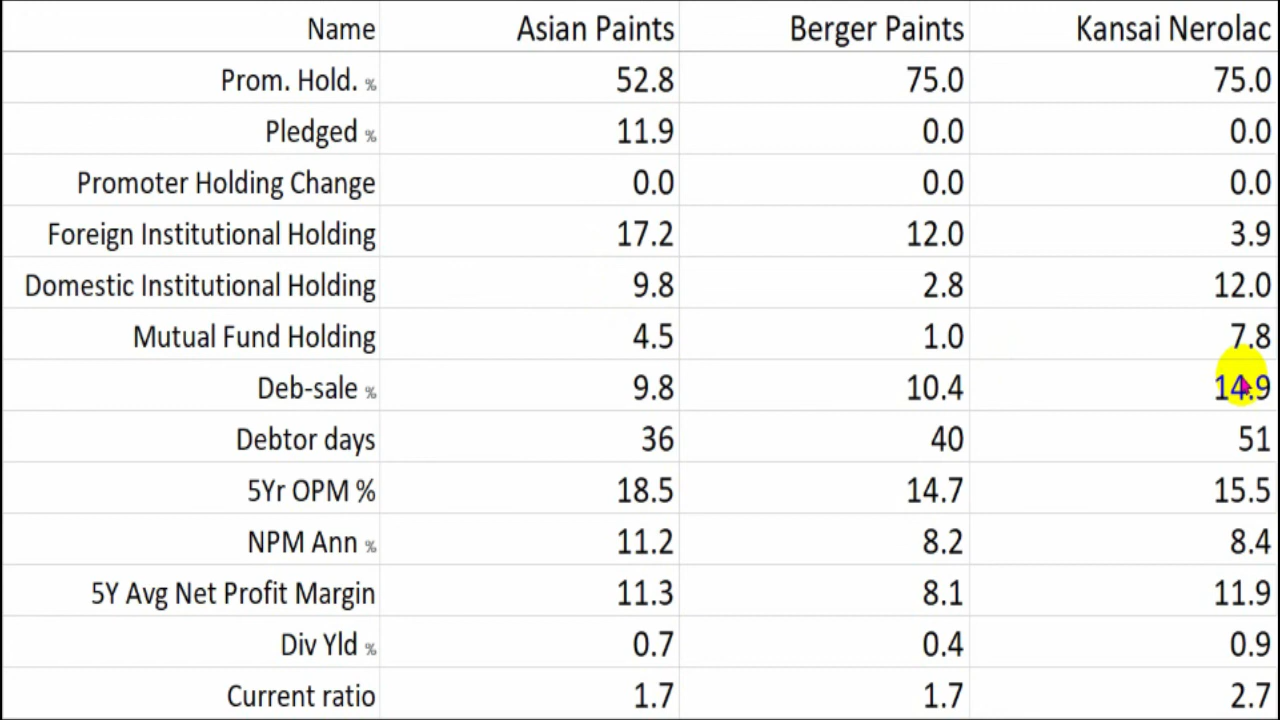 Name Asian Paints Berger Paints Kansai Nerolac
Prom. Hold. % 52.8 75.0 75.0
Pledged % 11.9 0.0 0.0
Promoter Holding Change 0.0 0.0 0.0
Foreign Institutional Holding 17.2 12.0 3.9
Domestic Institutional Holding 9.8 2.8 12.0
Mutual Fund Holding 4.5 1.0 7.8
Deb-sale % 9.8 10.4 14.9
Debtor days 36 40 51
5Yr OPM % 18.5 14.7 15.5
NPM Ann % 11.2 8.2 8.4
5Y Avg Net Profit Margin 11.3 8.1 11.9
Div Yld % 0.7 0.4 0.9
Current ratio 1.7 1.7 2.7